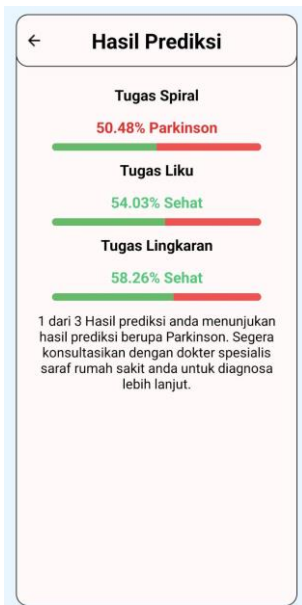 Hasil Prediksi
Tugas Spiral
50.48% Parkinson
Tugas Liku
54.03% Sehat
Tugas Lingkaran
58.26% Sehat
1 dari 3 Hasil prediksi anda menunjukan
hasil prediksi berupa Parkinson. Segera
konsultasikan dengan dokter spesialis
saraf rumah sakit anda untuk diagnosa
lebih lanjut.